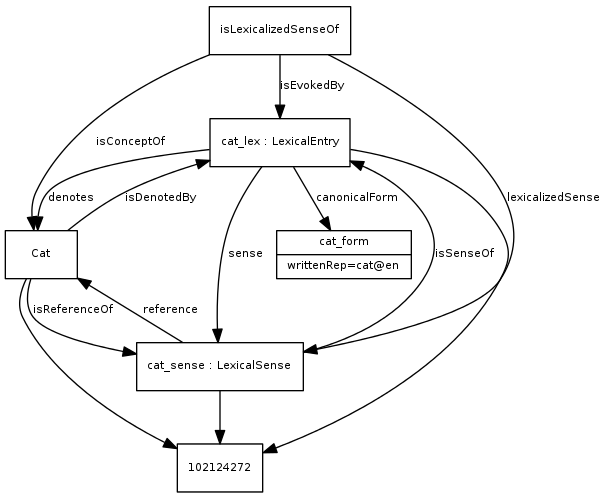 isLexicalizedSenseOf
isEvokedBy
isConceptOf
cat_lex : LexicalEntry
denotes
isDenotedBy
canonicalForm
lexicalizedSense
Cat
sense
cat_form
writtenRep=cat@en
isSenseOf
isReferenceOf
reference
cat_sense : LexicalSense
102124272